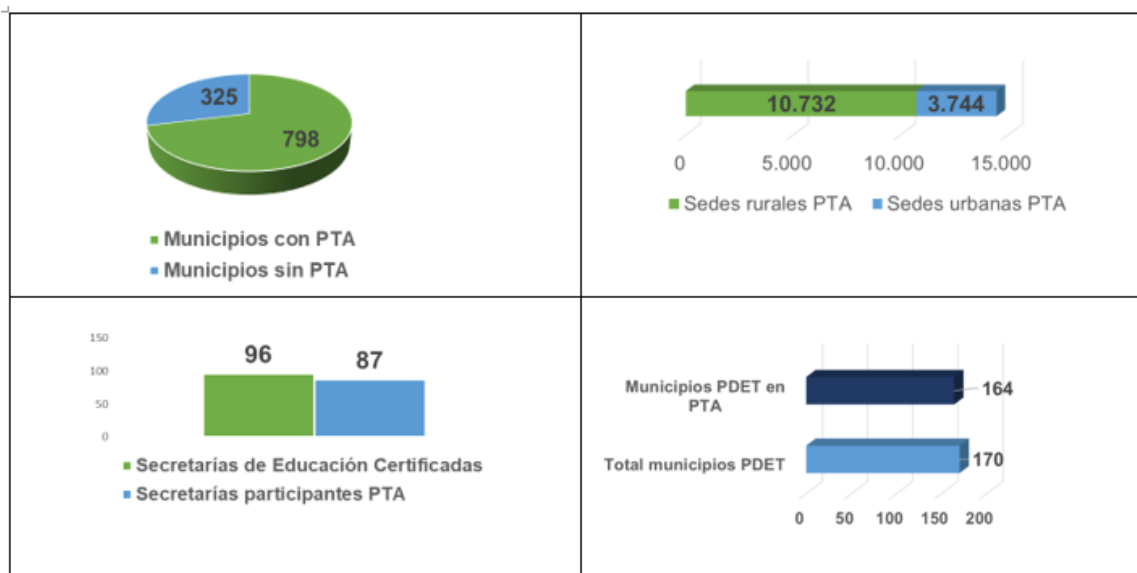 325
798
Municipios con PTA
Municipios sin PTA
10.732 3.744
0 5.000 10.000 15.000
Sedes rurales PTA Sedes urbanas PTA
150
100
50
0
96 87
Secretarías de Educación Certificadas
Secretarías participantes PTA
Municipios PDET en
PTA
164
Total municipios PDET 170
0 50 100 150 200